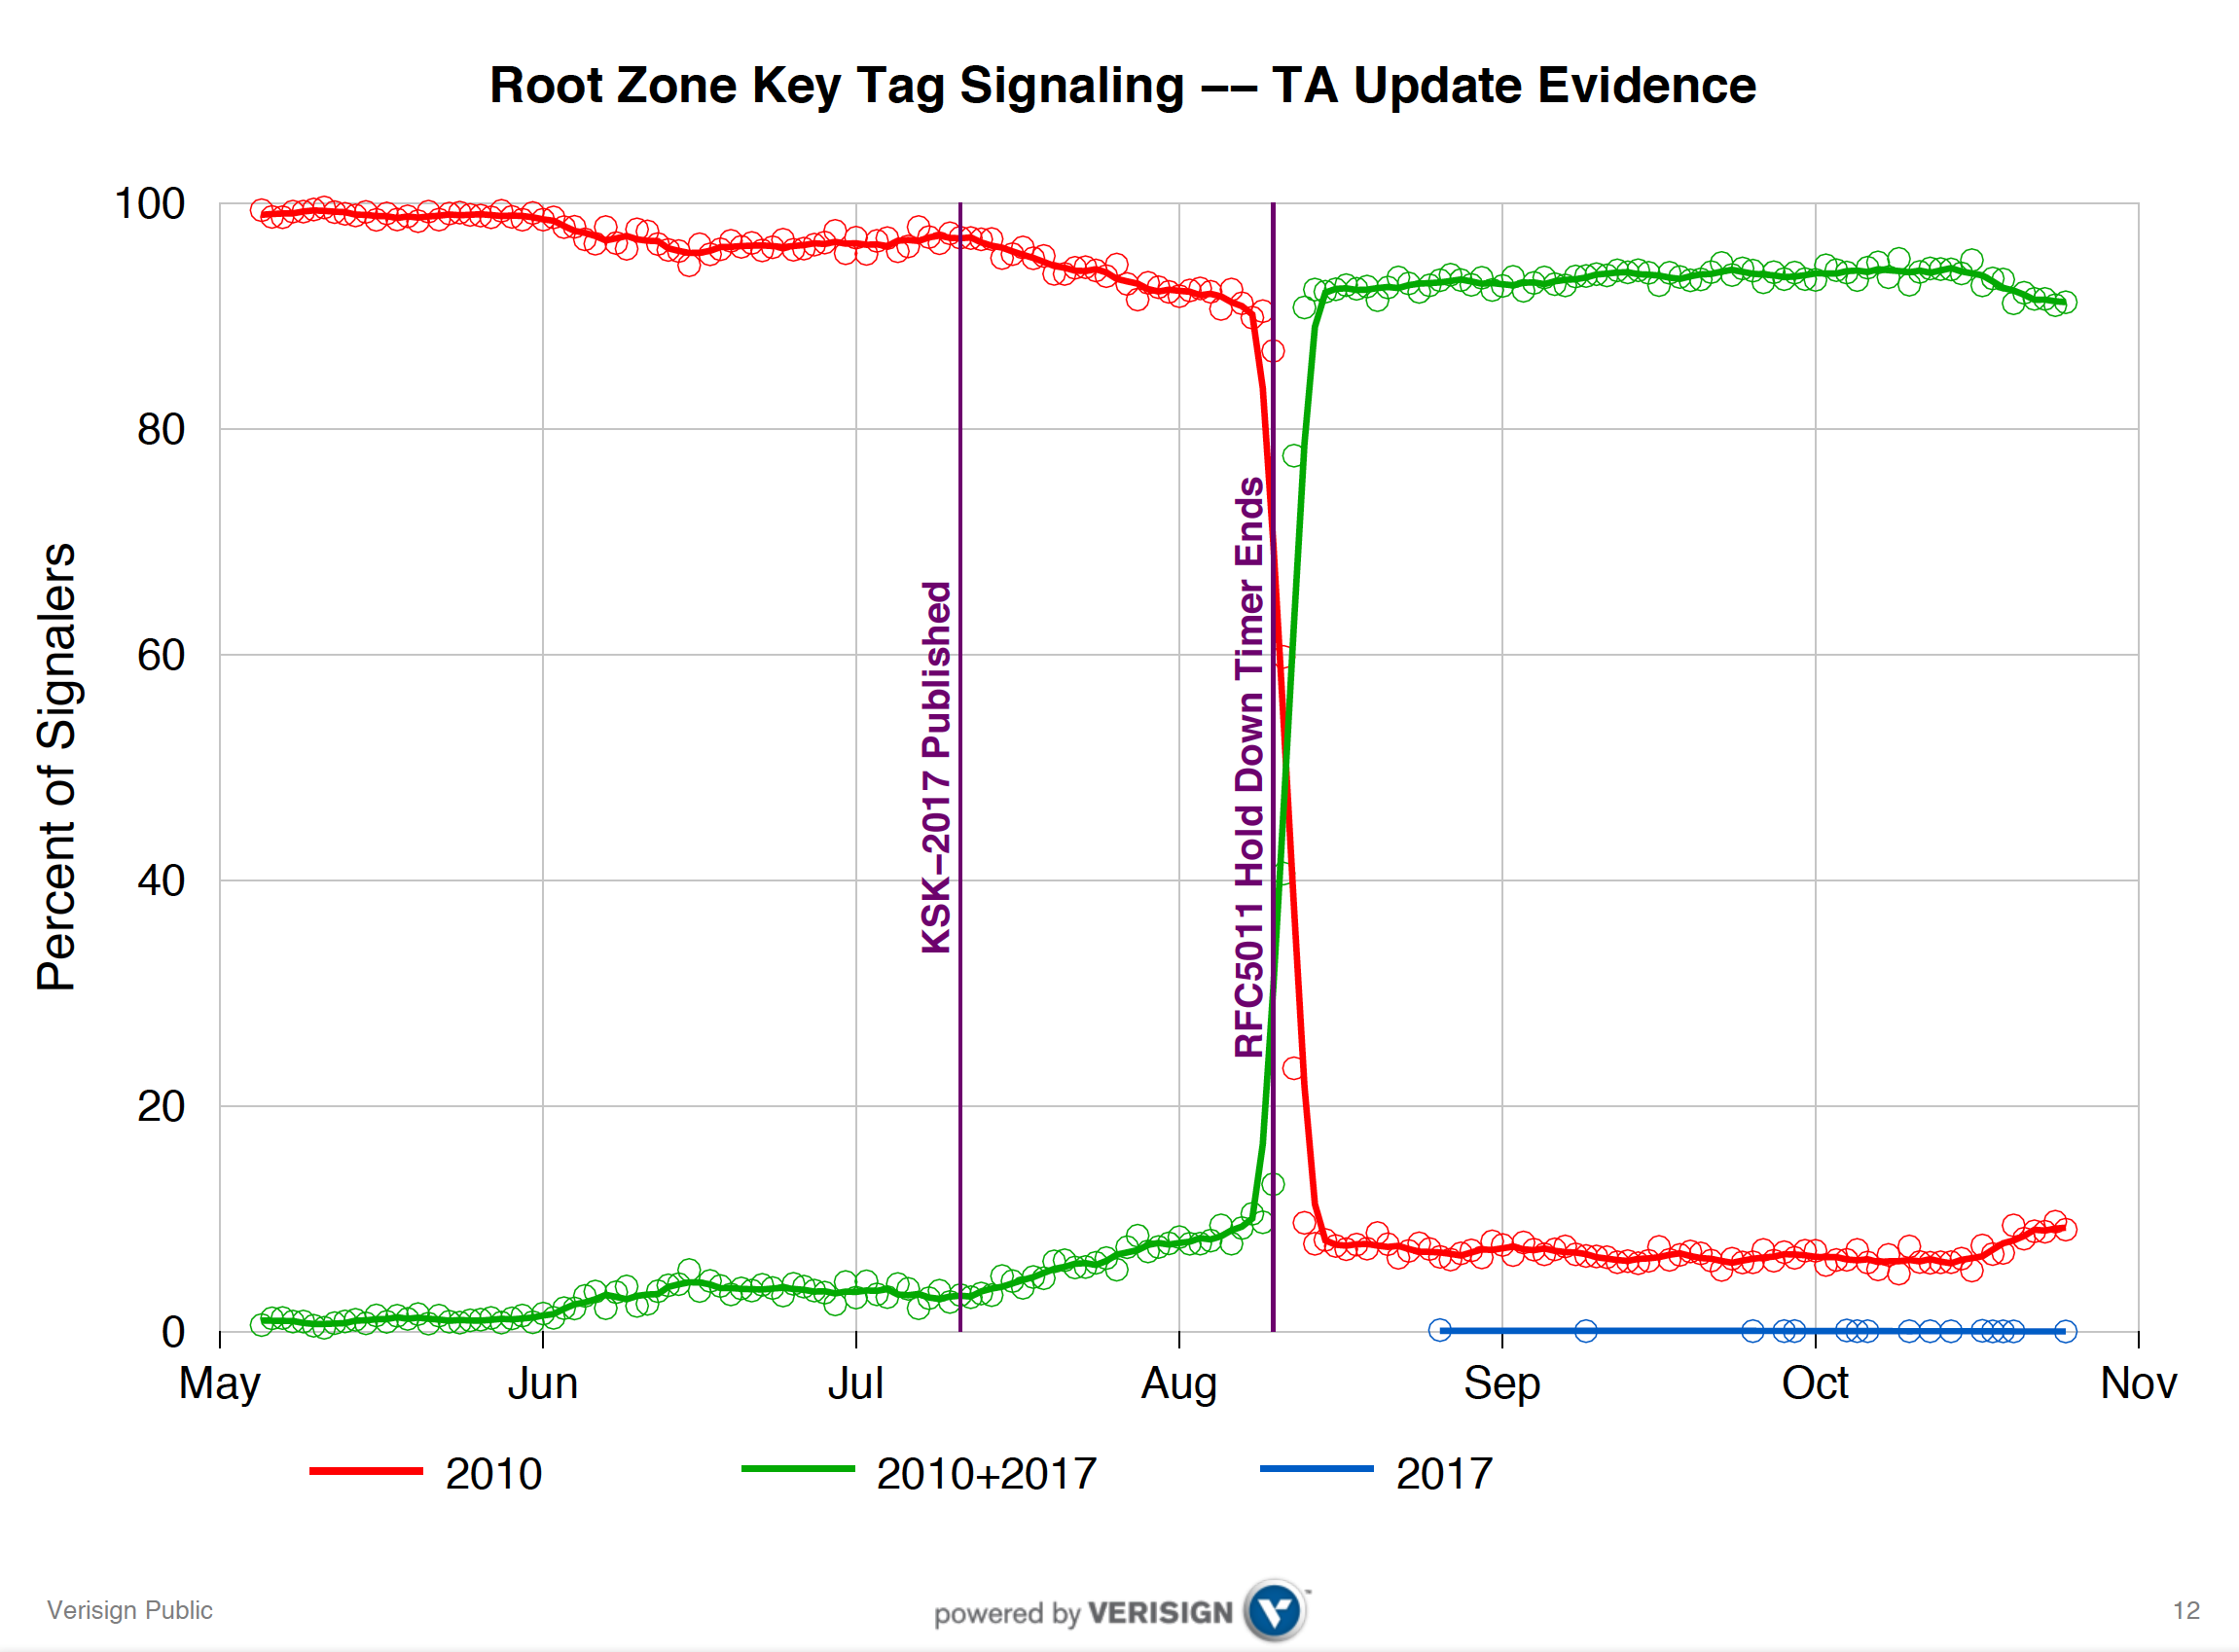 Root Zone Key Tag Signaling –– TA Update Evidence
Percent of Signalers
100
80
60
40
20
0
KSK–2017 Published
RFC5011 Hold Down Timer Ends
May Jun Jul Aug Sep Oct Nov
2010 2010+2017 2017
Verisign Public powered by VERISIGN ™ 12